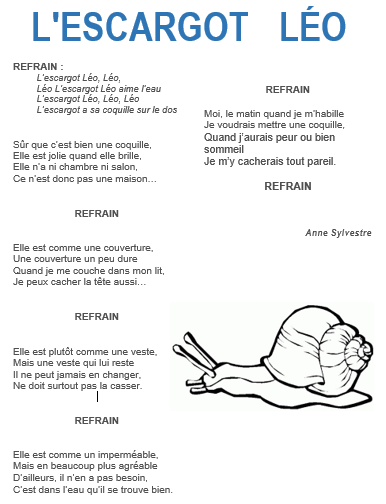 L'ESCARGOT LÉO
REFRAIN :
L'escargot Léo, Léo,
Léo L'escargot Léo aime l'eau
L'escargot Léo, Léo, Léo
L'escargot a sa coquille sur le dos
Sûr que c'est bien une coquille,
Elle est jolie quand elle brille,
Elle n'a ni chambre ni salon,
Ce n'est donc pas une maison...
REFRAIN
Elle est comme une couverture,
Une couverture un peu dure
Quand je me couche dans mon lit,
Je peux cacher la tête aussi...
REFRAIN
Elle est plutôt comme une veste,
Mais une veste qui lui reste
Il ne peut jamais en changer,
Ne doit surtout pas la casser.
REFRAIN
Elle est comme un imperméable,
Mais en beaucoup plus agréable
D'ailleurs, il n'en a pas besoin,
C'est dans l'eau qu'il se trouve bien.
REFRAIN
Moi, le matin quand je m'habille
Je voudrais mettre une coquille,
Quand j'aurais peur ou bien
sommeil
Je m'y cacherais tout pareil.
REFRAIN
Anne Sylvestre